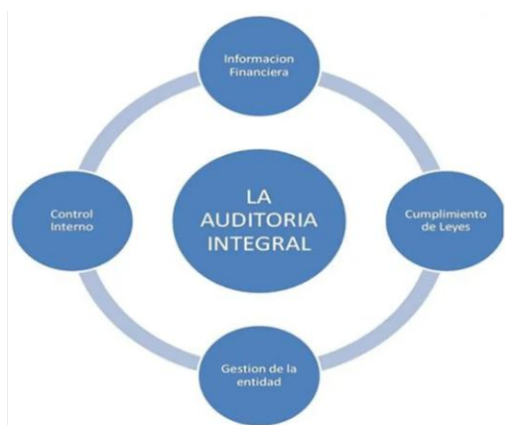 Informacion
Financiera
LA
AUDITORIA
INTEGRAL
Control
Interno
Cumplimiento
de Leyes
Gestion de la
entidad